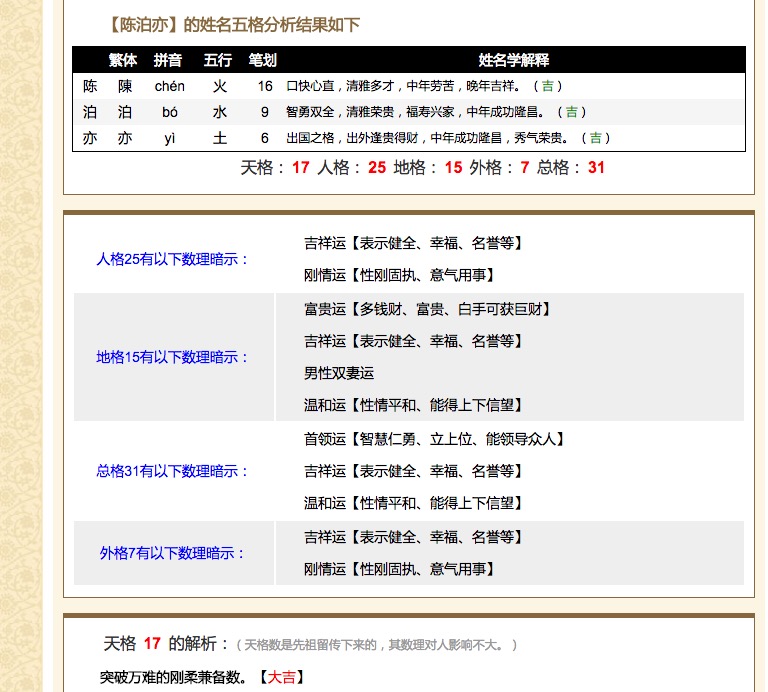 【陈泊亦】的姓名五格分析结果如下
繁体 拼音 五行 笔划 姓名学解释
陈 陳 chén 火 16 口快心直，清雅多才，中年劳苦，晚年吉祥。（吉）
泊 泊 bó 水 9 智勇双全，清雅荣贵，福寿兴家，中年成功隆昌。（吉）
亦 亦 yì 土 6 出国之格，出外逢贵得财，中年成功隆昌，秀气荣贵。（吉）
天格：17 人格：25 地格：15 外格：7 总格：31
人格25有以下数理暗示：
吉祥运【表示健全、幸福、名誉等】
刚情运【性刚固执、意气用事】
地格15有以下数理暗示：
富贵运【多钱财、富贵、白手可获巨财】
吉祥运【表示健全、幸福、名誉等】
男性双妻运
温和运【性情平和、能得上下信望】
总格31有以下数理暗示：
首领运【智慧仁勇、立上位、能领导众人】
吉祥运【表示健全、幸福、名誉等】
温和运【性情平和、能得上下信望】
外格7有以下数理暗示：
吉祥运【表示健全、幸福、名誉等】
刚情运【性刚固执、意气用事】
天格 17 的解析：（天格数是先祖留传下来的，其数理对人影响不大。）
突破万难的刚柔兼备数。【大吉】